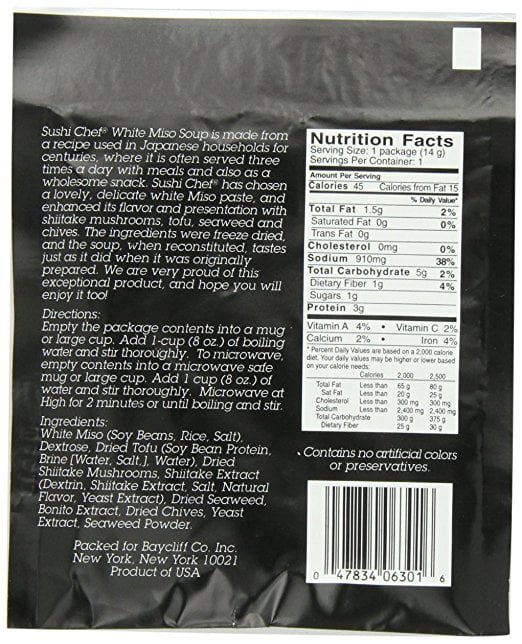 Sushi Chef® White Miso Soup is made from
a recipe used in Japanese households for
centuries, where it is often served three
times a day with meals and also as a
wholesome snack. Sushi Chef® has chosen
a lovely, delicate white Miso paste, and
enhanced its flavor and presentation with
shiitake mushrooms, tofu, seaweed and
chives. The ingredients were freeze dried,
and the soup, when reconstituted, tastes
just as it did when it was originally
prepared. We are very proud of this
exceptional product, and hope you will
enjoy it too!
Directions:
Empty the package contents into a mug
or large cup. Add 1-cup (8 oz.) of boiling
water and stir thoroughly. To microwave,
empty contents into a microwave safe
mug or large cup. Add 1 cup (8 oz.) of
water and stir thoroughly. Microwave at
High for 2 minutes or until boiling and stir.
Ingredients:
White Miso (Soy Beans, Rice, Salt),
Dextrose, Dried Tofu (Soy Bean Protein,
Brine [Water, Salt,], Water), Dried
Shiitake Mushrooms, Shiitake Extract
(Dextrin, Shiitake Extract, Salt, Natural
Flavor, Yeast Extract), Dried Seaweed,
Bonito Extract, Dried Chives, Yeast
Extract, Seaweed Powder.
Packed for Baycliff Co. Inc.
New York, New York 10021
Product of USA
Nutrition Facts
Serving Size: 1 package (14 g)
Servings Per Container: 1
Amount Per Serving
Calories 45 Calories from Fat 15
% Daily Value*
Total Fat 1.5g 2%
Saturated Fat 0g 0%
Trans Fat 0g
Cholesterol 0mg 0%
Sodium 910mg 38%
Total Carbohydrate 5g 2%
Dietary Fiber 1g 4%
Sugars 1g
Protein 3g
Vitamin A 4% • Vitamin C 2%
Calcium 2% • Iron 4%
* Percent Daily Values are based on a 2,000 calorie
diet. Your daily values may be higher or lower based
on your calorie needs:
Calories 2,000 2,500
Total Fat Less than 65 g 80 g
Sat Fat Less than 20 g 25 g
Cholesterol Less than 300 mg 300 mg
Sodium Less than 2,400 mg 2,400 mg
Total Carbohydrate 300 g 375 g
Dietary Fiber 25 g 30 g
Contains no artificial colors
or preservatives.
0 47834 06301 6